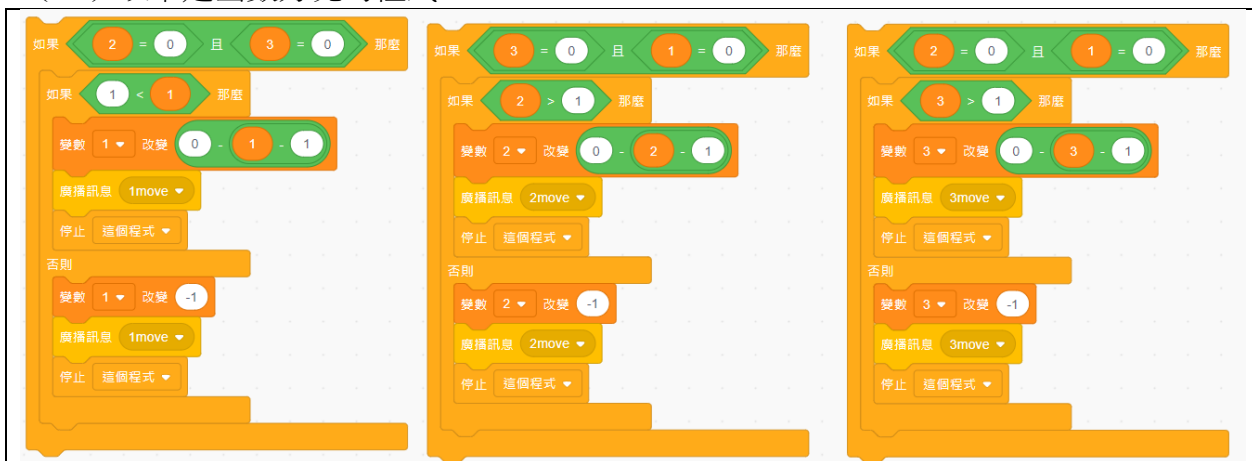 如果 2 = 0 且 3 = 0 那麼
如果 1 < 1 那麼
變數 1 改變 0 - 1 - 1
廣播訊息 1move
停止 這個程式
否則
變數 1 改變 -1
廣播訊息 1move
停止 這個程式
如果 3 = 0 且 1 = 0 那麼
如果 2 > 1 那麼
變數 2 改變 0 - 2 - 1
廣播訊息 2move
停止 這個程式
否則
變數 2 改變 -1
廣播訊息 2move
停止 這個程式
如果 2 = 0 且 1 = 0 那麼
如果 3 > 1 那麼
變數 3 改變 0 - 3 - 1
廣播訊息 3move
停止 這個程式
否則
變數 3 改變 -1
廣播訊息 3move
停止 這個程式